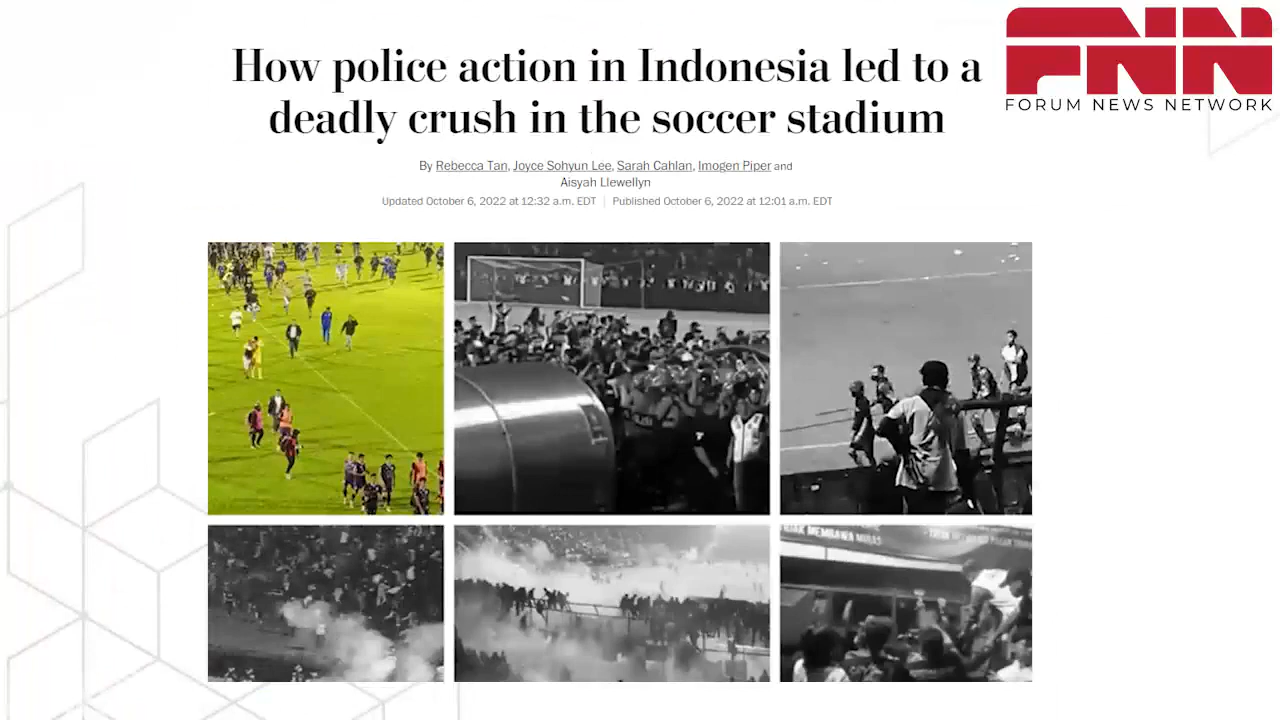 How police action in Indonesia led to a
deadly crush in the soccer stadium
FNN
FORUM NEWS NETWORK
By Rebecca Tan, Joyce Sohyun Lee, Sarah Cahlan, Imogen Piper and
Aisyah Llewellyn
Updated October 6, 2022 at 12:32 a.m. EDT | Published October 6, 2022 at 12:01 a.m. EDT
MEMBAWA MIRAS